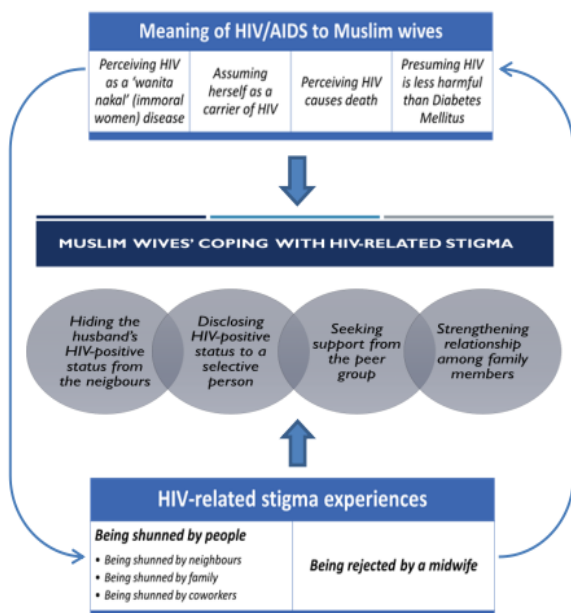 Meaning of HIV/AIDS to Muslim wives
Perceiving HIV
as a ‘wanita
nakal’ (immoral
women) disease
Assuming
herself as a
carrier of HIV
Perceiving HIV
causes death
Presuming HIV
is less harmful
than Diabetes
Mellitus
MUSLIM WIVES’ COPING WITH HIV-RELATED STIGMA
Hiding the
husband’s
HIV-positive
status from
the neighbours
Disclosing
HIV-positive
status to a
selective
person
Seeking
support from
the peer
group
Strengthening
relationship
among family
members
HIV-related stigma experiences
Being shunned by people
• Being shunned by neighbours
• Being shunned by family
• Being shunned by coworkers
Being rejected by a midwife